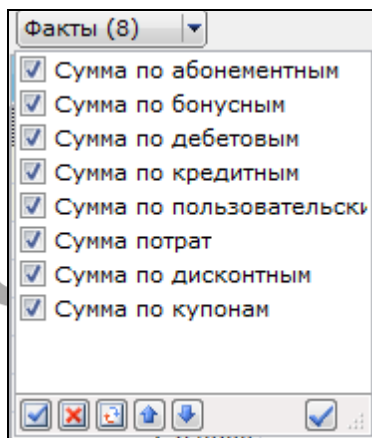 Факты (8)
Сумма по абонементным
Сумма по бонусным
Сумма по дебетовым
Сумма по кредитным
Сумма по пользовательски
Сумма потрат
Сумма по дисконтным
Сумма по купонам